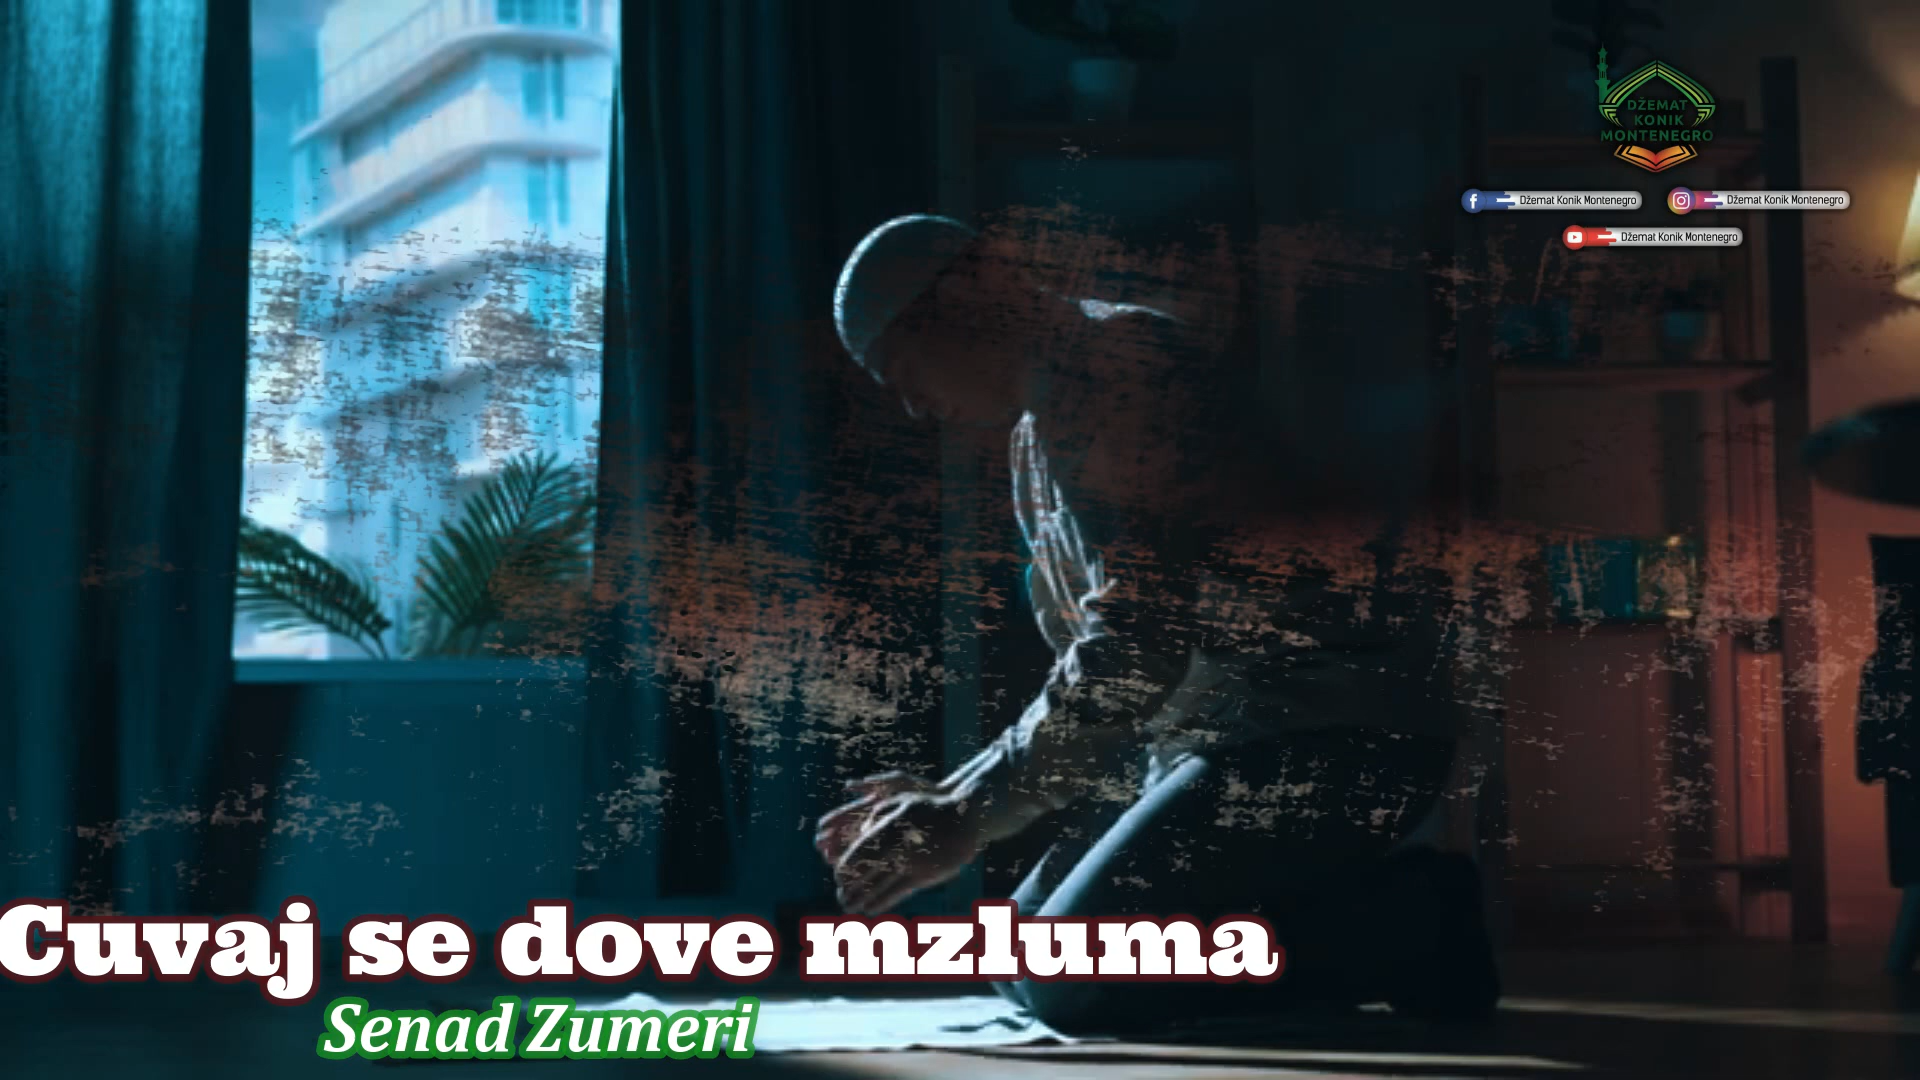 DŽEMAT
KONIK
MONTENEGRO
Džemat Konik Montenegro
Džemat Konik Montenegro
Džemat Konik Montenegro
Cuvaj se dove mzluma
Senad Zumeri